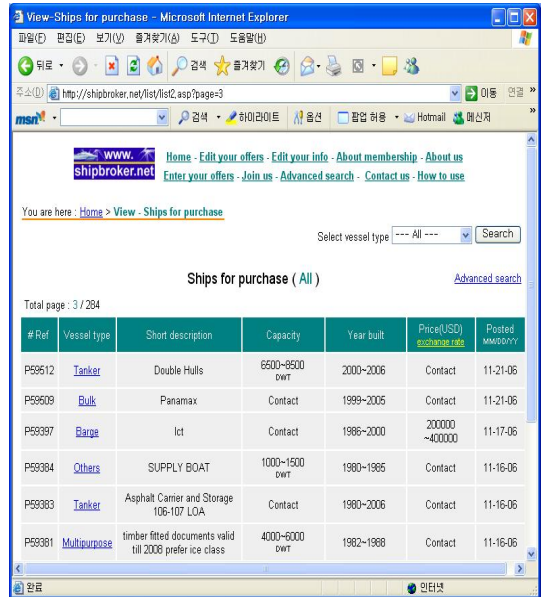 View-Ships for purchase - Microsoft Internet Explorer
파일(F) 편집(E) 보기(V) 즐겨찾기(A) 도구(T) 도움말(H)
뒤로 검색 즐겨찾기
주소(D) http://shipbroker.net/list/list2.asp?page=3 이동 연결 »
msn 검색 하이라이트 옵션 팝업 허용 Hotmail 메신저 »
www. shipbroker.net
Home - Edit your offers - Edit your info - About membership - About us
Enter your offers - Join us - Advanced search - Contact us - How to use
You are here : Home > View - Ships for purchase
Select vessel type --- All --- Search
Ships for purchase ( All ) Advanced search
Total page : 3 / 284
# Ref Vessel type Short description Capacity Year built Price(USD) exchange rate Posted MM/DD/YY
P59512 Tanker Double Hulls 6500~8500 DWT 2000~2006 Contact 11-21-06
P59509 Bulk Panamax Contact 1999~2005 Contact 11-21-06
P59397 Barge lct Contact 1986~2000 200000 ~400000 11-17-06
P59384 Others SUPPLY BOAT 1000~1500 DWT 1980~1985 Contact 11-16-06
P59383 Tanker Asphalt Carrier and Storage 106-107 LOA Contact 1980~2006 Contact 11-16-06
P59381 Multipurpose timber fitted documents valid till 2008 prefer ice class 4000~6000 DWT 1982~1988 Contact 11-16-06
완료 인터넷